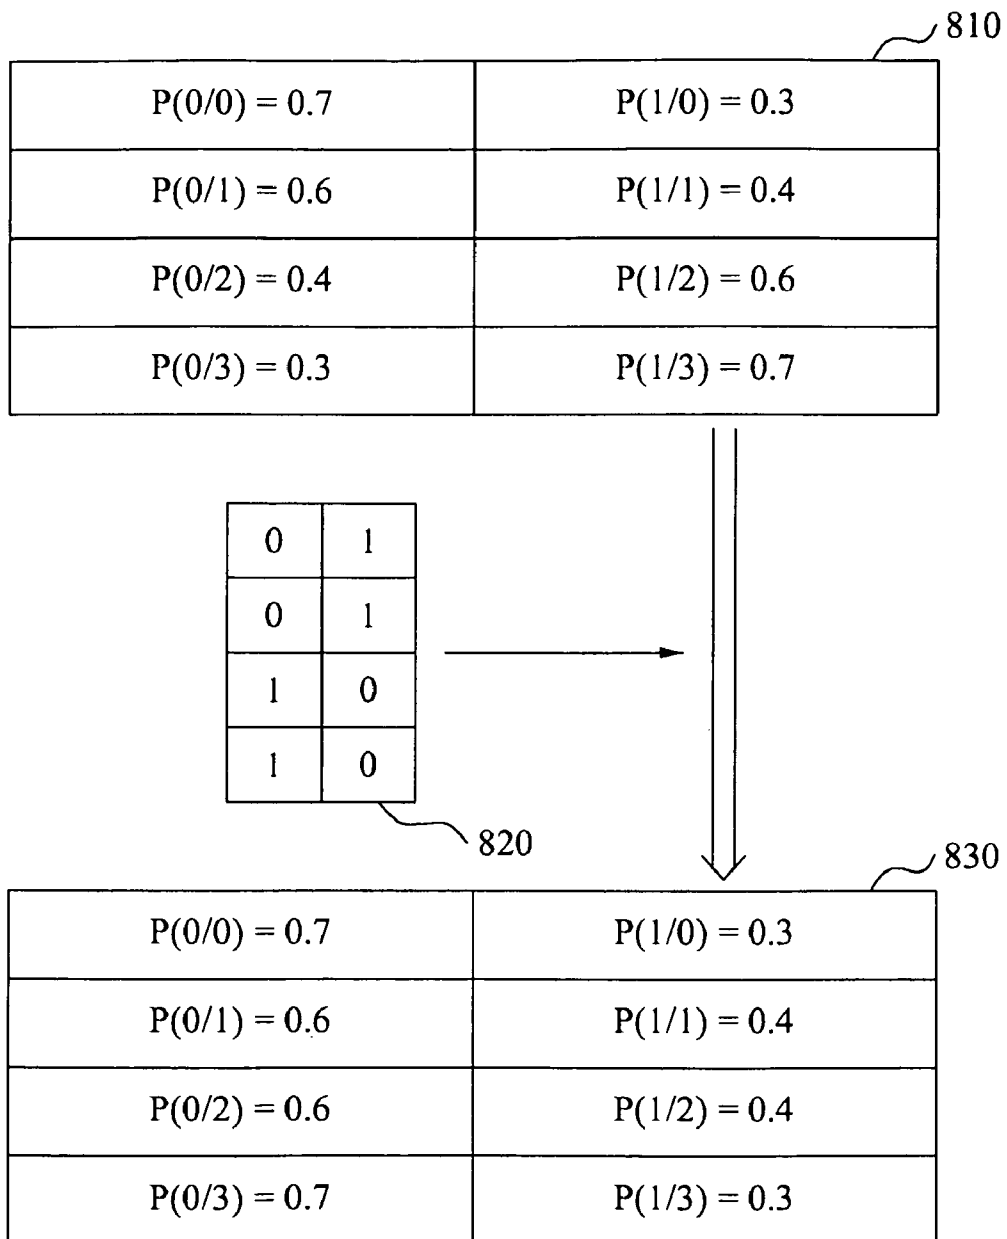 810
P(0/0) = 0.7 P(1/0) = 0.3
P(0/1) = 0.6 P(1/1) = 0.4
P(0/2) = 0.4 P(1/2) = 0.6
P(0/3) = 0.3 P(1/3) = 0.7
0 1
0 1
1 0
1 0
820
830
P(0/0) = 0.7 P(1/0) = 0.3
P(0/1) = 0.6 P(1/1) = 0.4
P(0/2) = 0.6 P(1/2) = 0.4
P(0/3) = 0.7 P(1/3) = 0.3